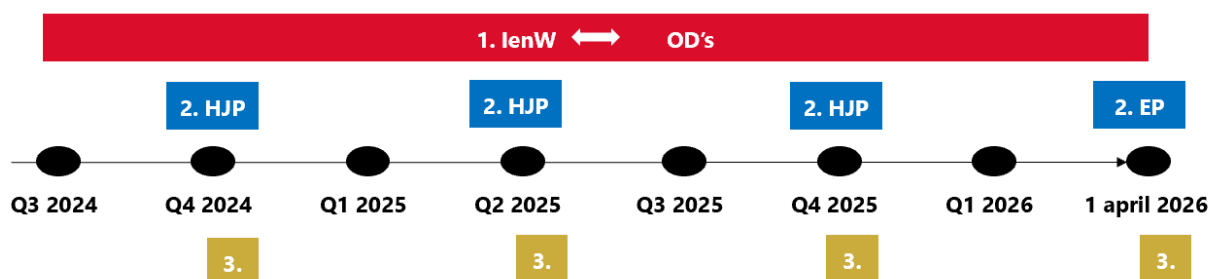 1. IenW OD's
2. HJP 2. HJP 2. HJP 2. EP
Q3 2024 Q4 2024 Q1 2025 Q2 2025 Q3 2025 Q4 2025 Q1 2026 1 april 2026
3. 3. 3. 3.